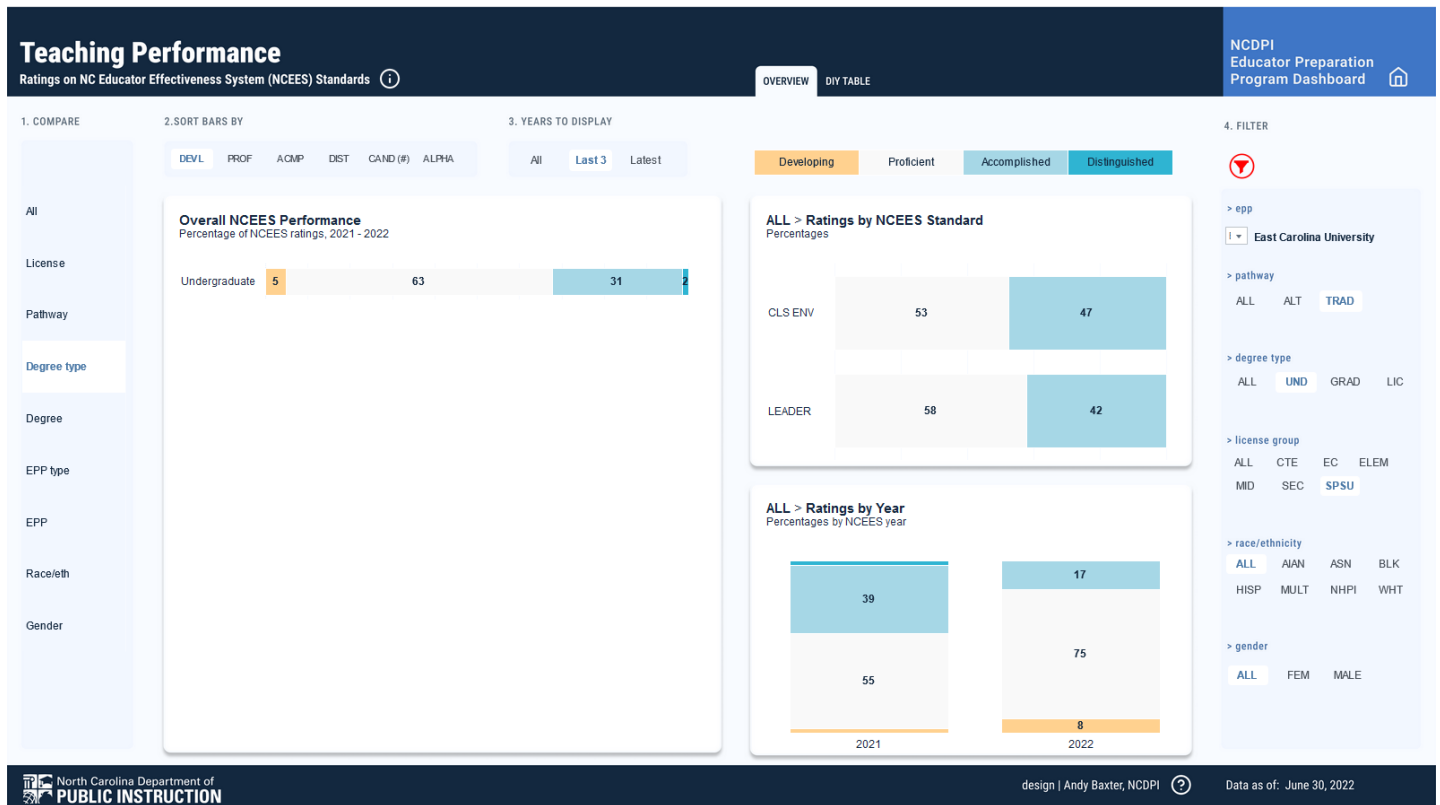 Teaching Performance
Ratings on NC Educator Effectiveness System (NCEES) Standards
OVERVIEW DIY TABLE
NCDPI
Educator Preparation
Program Dashboard
1. COMPARE
All
License
Pathway
Degree type
Degree
EPP type
EPP
Race/eth
Gender
2.SORT BARS BY
DEVL PROF ACMP DIST CAND (#) ALPHA
3. YEARS TO DISPLAY
All Last 3 Latest
Developing Proficient Accomplished Distinguished
Overall NCEES Performance
Percentage of NCEES ratings, 2021 - 2022
Undergraduate 5 63 31 2
ALL > Ratings by NCEES Standard
Percentages
CLS ENV 53 47
LEADER 58 42
ALL > Ratings by Year
Percentages by NCEES year
39 17
55 75
8
2021 2022
4. FILTER
> epp
East Carolina University
> pathway
ALL ALT TRAD
> degree type
ALL UND GRAD LIC
> license group
ALL CTE EC ELEM
MID SEC SPSU
> race/ethnicity
ALL AIAN ASN BLK
HISP MULT NHPI WHT
> gender
ALL FEM MALE
North Carolina Department of
PUBLIC INSTRUCTION
design | Andy Baxter, NCDPI
Data as of: June 30, 2022